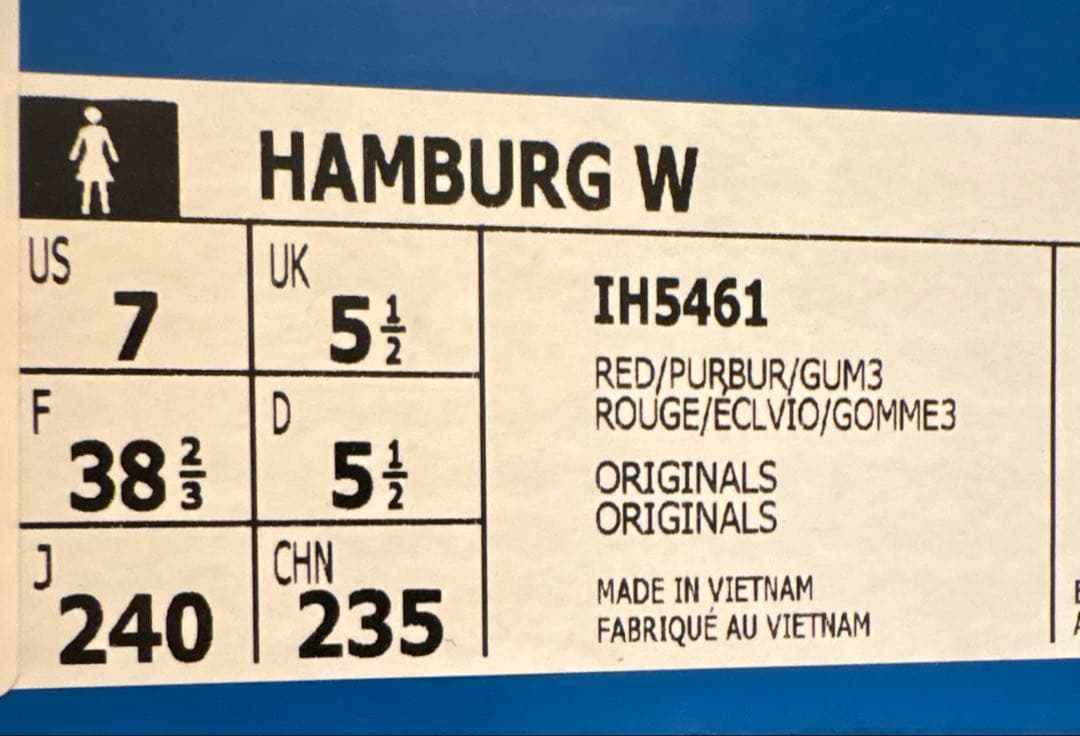 HAMBURG W
US 7
UK 5½
F 38⅔
D 5½
J 240
CHN 235
IH5461
RED/PURBUR/GUM3
ROUGE/ÉCLVIO/GOMME3
ORIGINALS
ORIGINALS
MADE IN VIETNAM
FABRIQUÉ AU VIETNAM